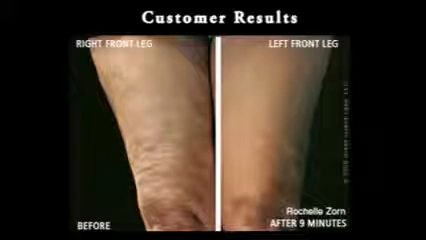 Customer Results
RIGHT FRONT LEG
LEFT FRONT LEG
Rochelle Zorn
BEFORE
AFTER 9 MINUTES